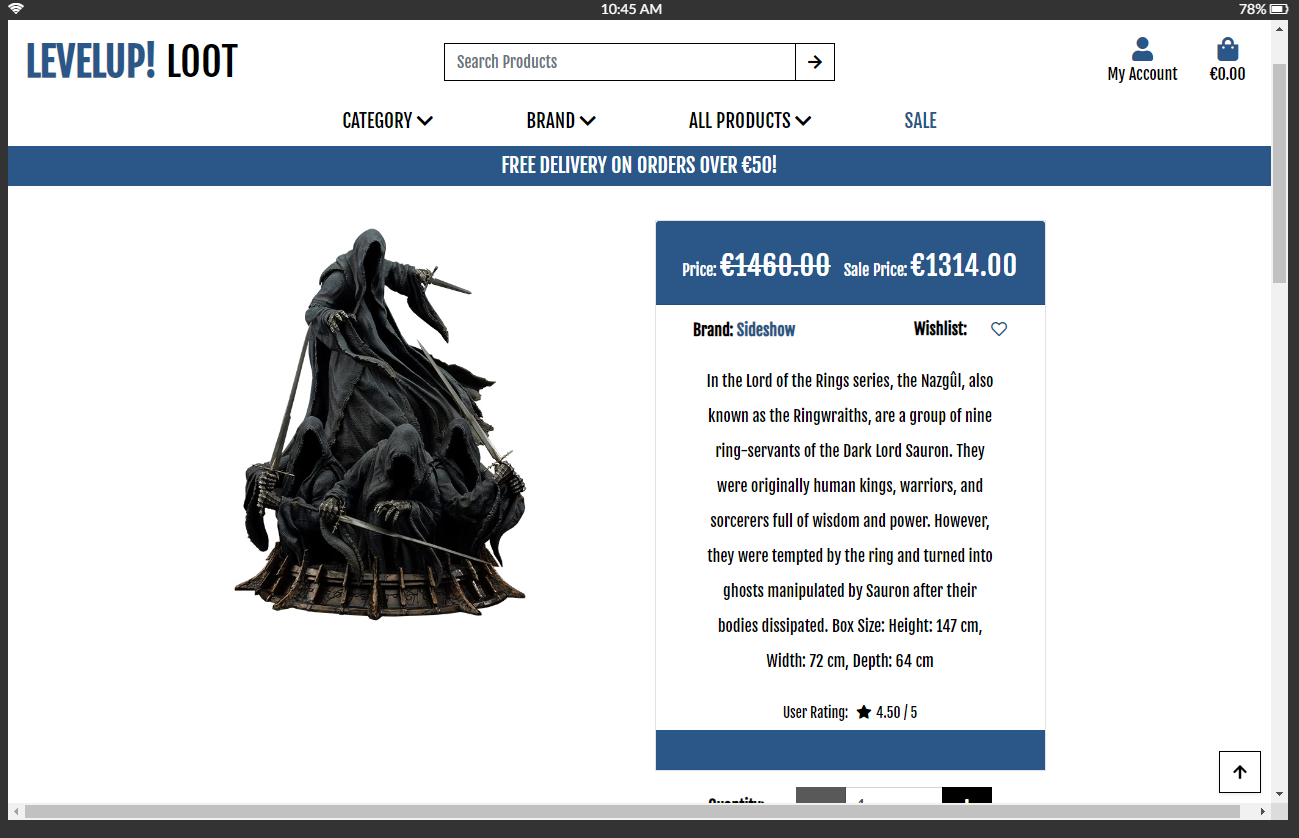 10:45 AM
78%
LEVELUP! LOOT
Search Products
My Account
€0.00
CATEGORY
BRAND
ALL PRODUCTS
SALE
FREE DELIVERY ON ORDERS OVER €50!
Price: €1460.00 Sale Price: €1314.00
Brand: Sideshow
Wishlist:
In the Lord of the Rings series, the Nazgûl, also
known as the Ringwraiths, are a group of nine
ring-servants of the Dark Lord Sauron. They
were originally human kings, warriors, and
sorcerers full of wisdom and power. However,
they were tempted by the ring and turned into
ghosts manipulated by Sauron after their
bodies dissipated. Box Size: Height: 147 cm,
Width: 72 cm, Depth: 64 cm
User Rating: 4.50 / 5
Quantity: